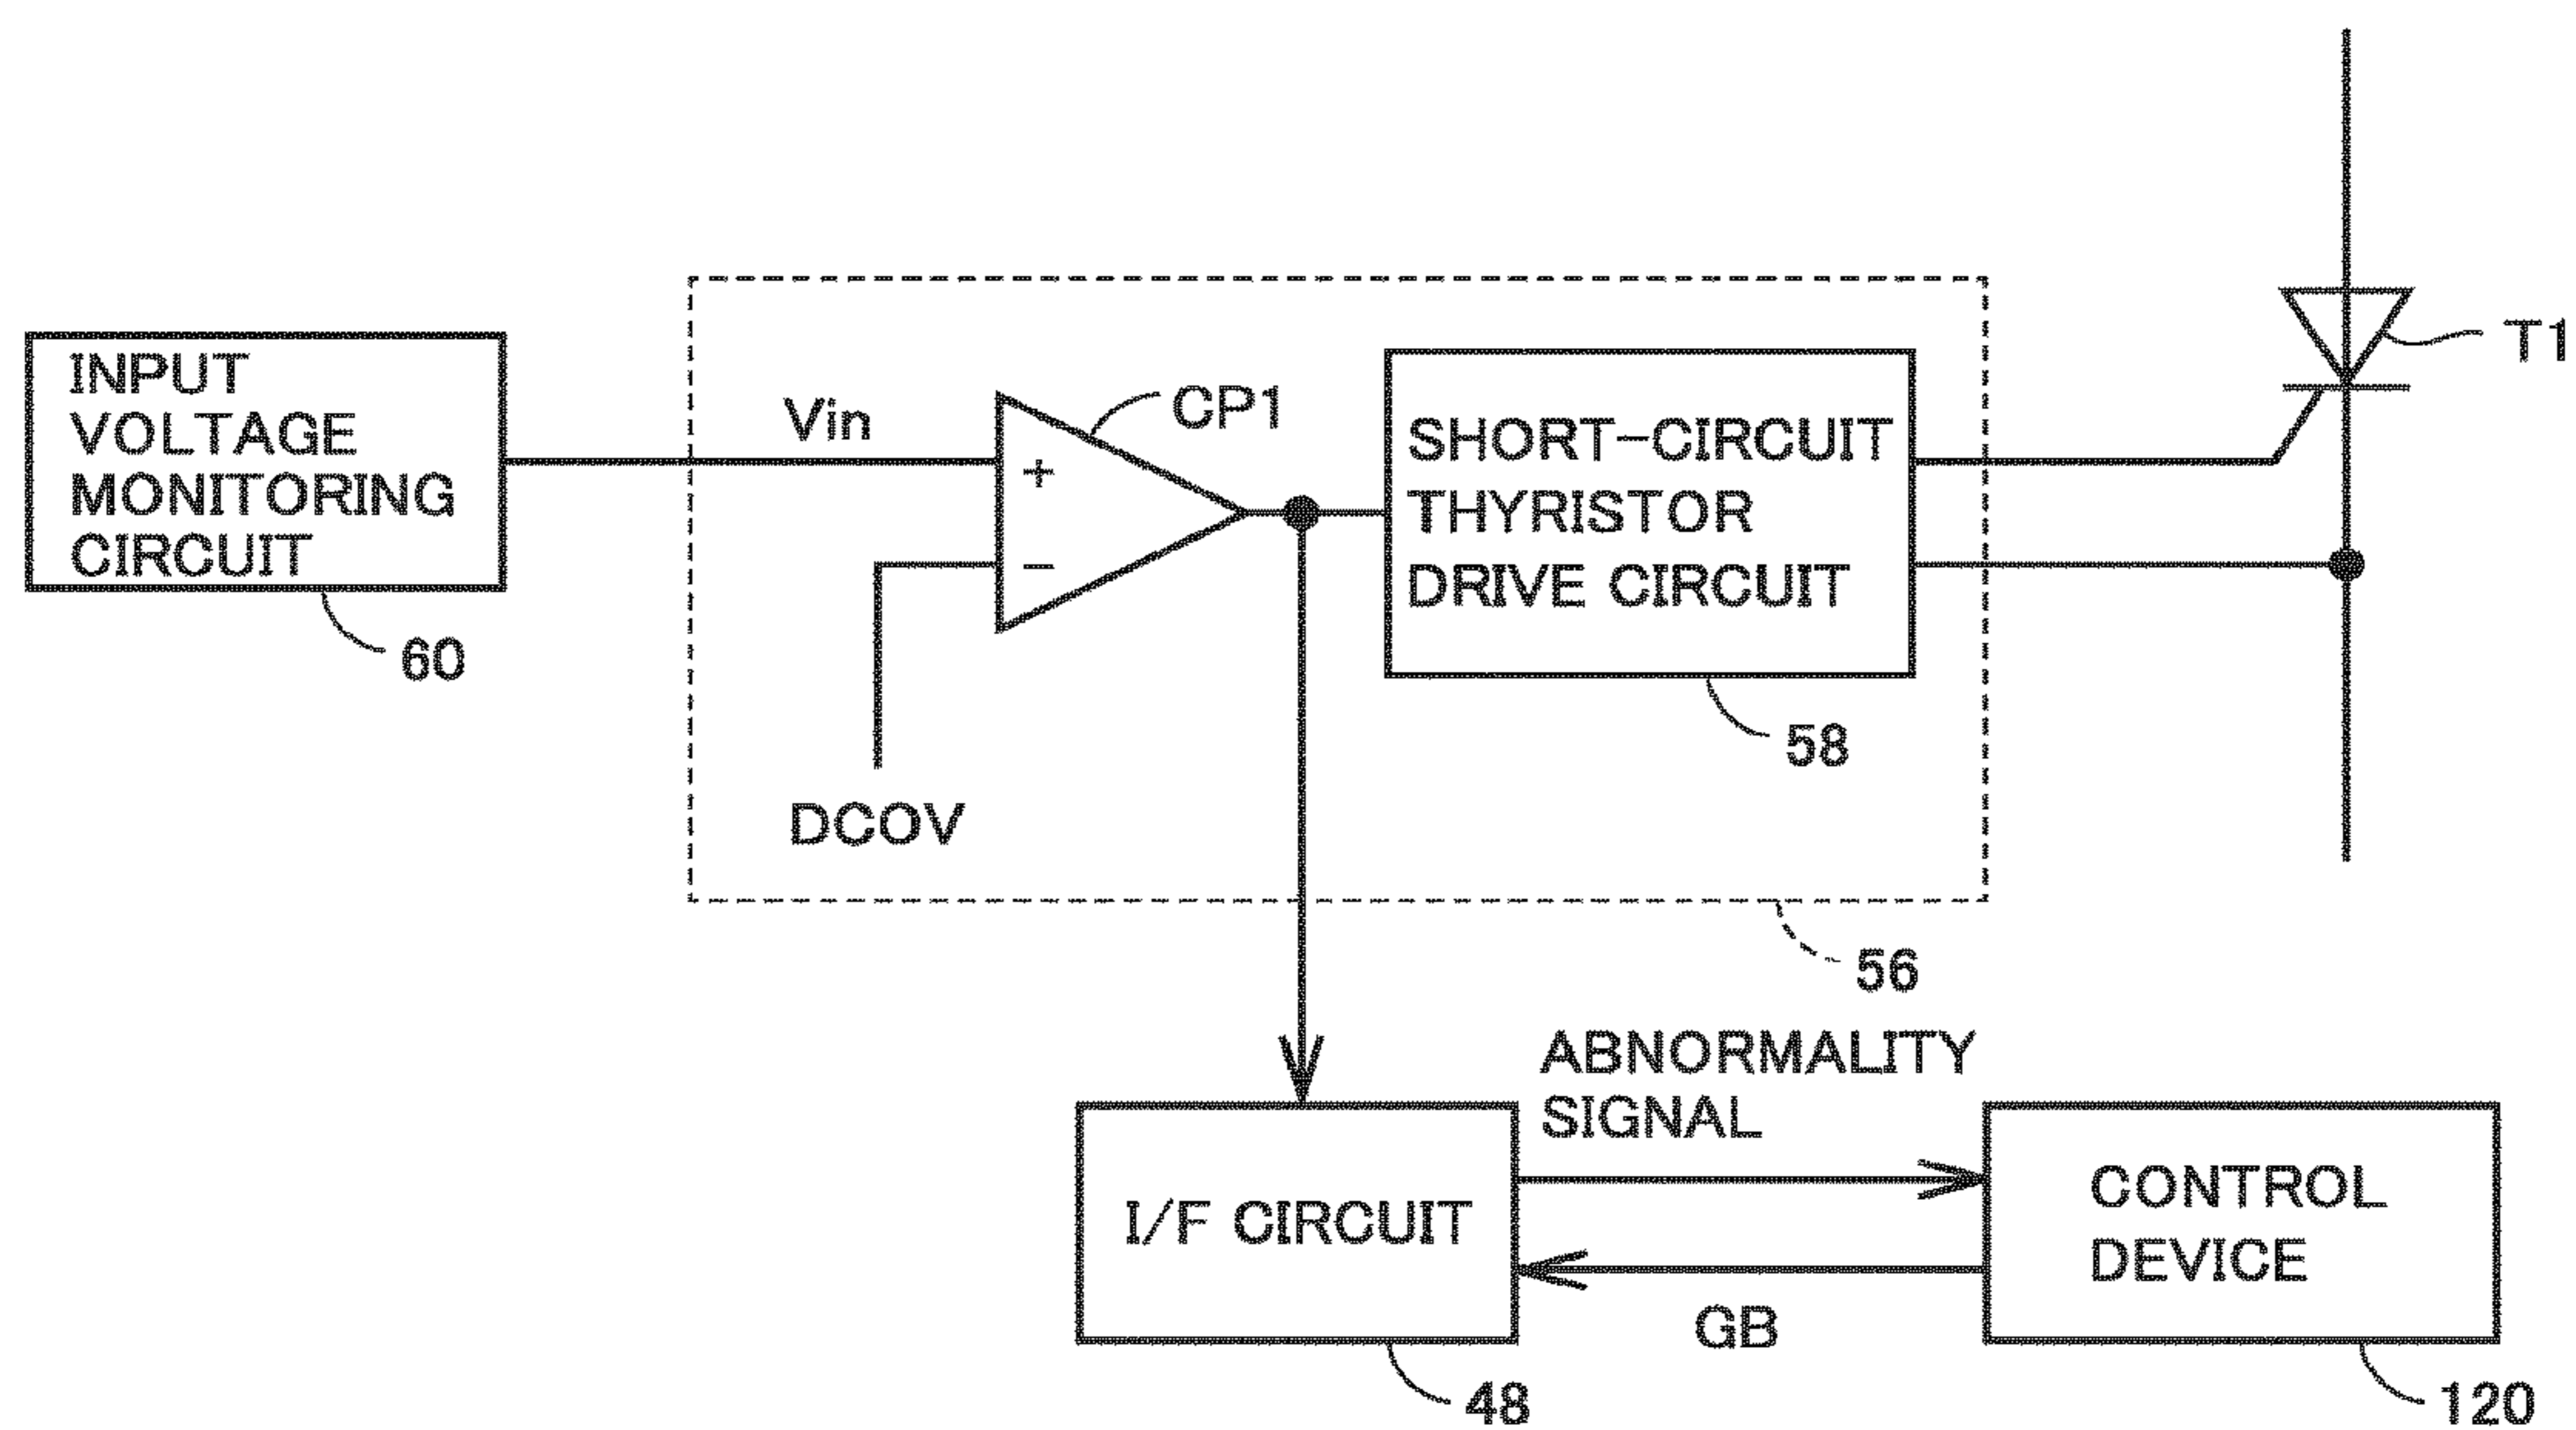 INPUT
VOLTAGE
MONITORING
CIRCUIT
60
Vin
+
−
CP1
DCOV
SHORT-CIRCUIT
THYRISTOR
DRIVE CIRCUIT
58
T1
56
ABNORMALITY
SIGNAL
I/F CIRCUIT
48
GB
CONTROL
DEVICE
120